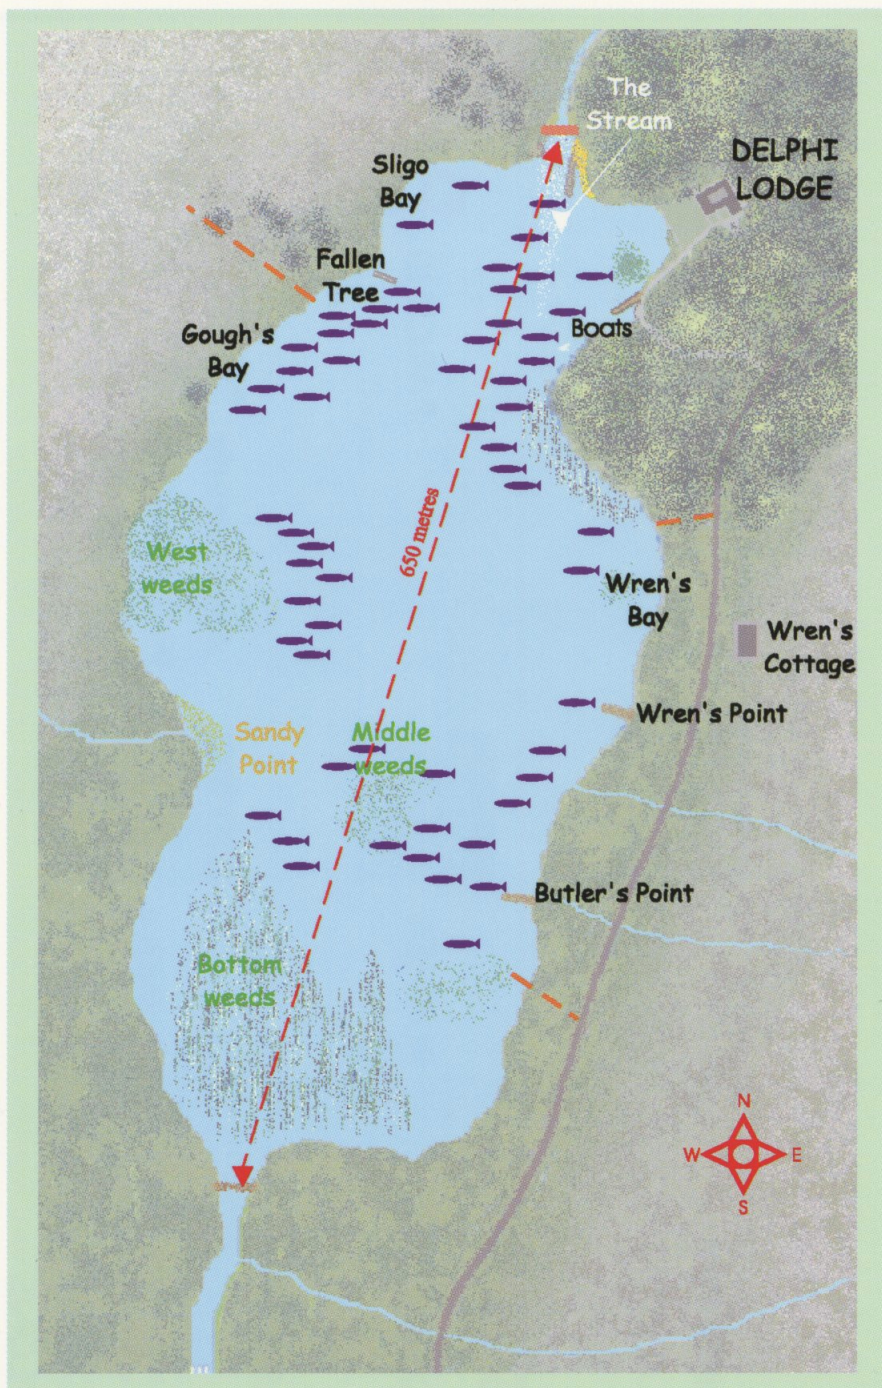 The
Stream
DELPHI
LODGE
Sligo
Bay
Fallen
Tree
Gough's
Bay
Boats
650 metres
West
weeds
Wren's
Bay
Wren's
Cottage
Wren's Point
Sandy
Point
Middle
weeds
Butler's Point
Bottom
weeds
N
W
E
S